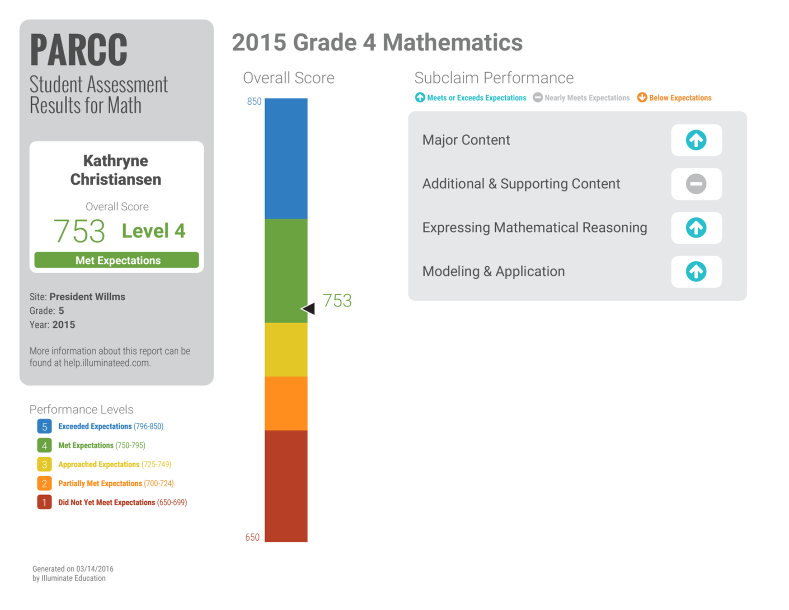 PARCC
Student Assessment
Results for Math
Kathryne
Christiansen
Overall Score
753 Level 4
Met Expectations
Site: President Willms
Grade: 5
Year: 2015
More information about this report can be
found at help.illuminateed.com.
Performance Levels
5 Exceeded Expectations (796-850)
4 Met Expectations (750-795)
3 Approached Expectations (725-749)
2 Partially Met Expectations (700-724)
1 Did Not Yet Meet Expectations (650-699)
Generated on 03/14/2016
by Illuminate Education
2015 Grade 4 Mathematics
Overall Score
850
753
650
Subclaim Performance
Meets or Exceeds Expectations Nearly Meets Expectations Below Expectations
Major Content
Additional & Supporting Content
Expressing Mathematical Reasoning
Modeling & Application